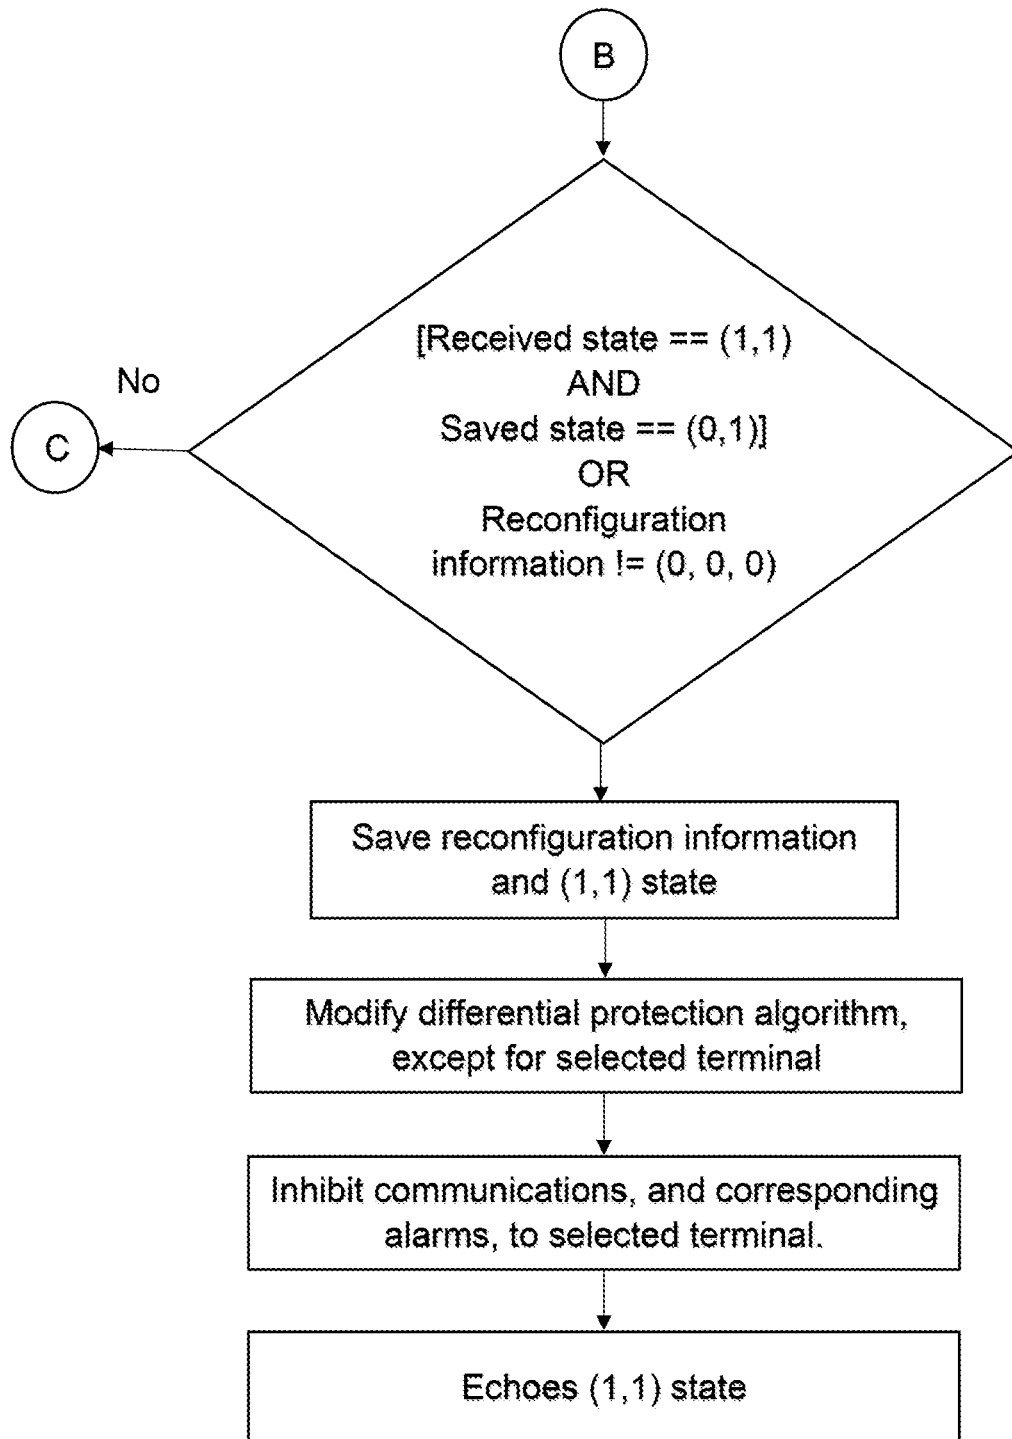 B
[Received state == (1,1)
AND
Saved state == (0,1)]
OR
Reconfiguration
information != (0, 0, 0)
No
C
Save reconfiguration information
and (1,1) state
Modify differential protection algorithm,
except for selected terminal
Inhibit communications, and corresponding
alarms, to selected terminal.
Echoes (1,1) state